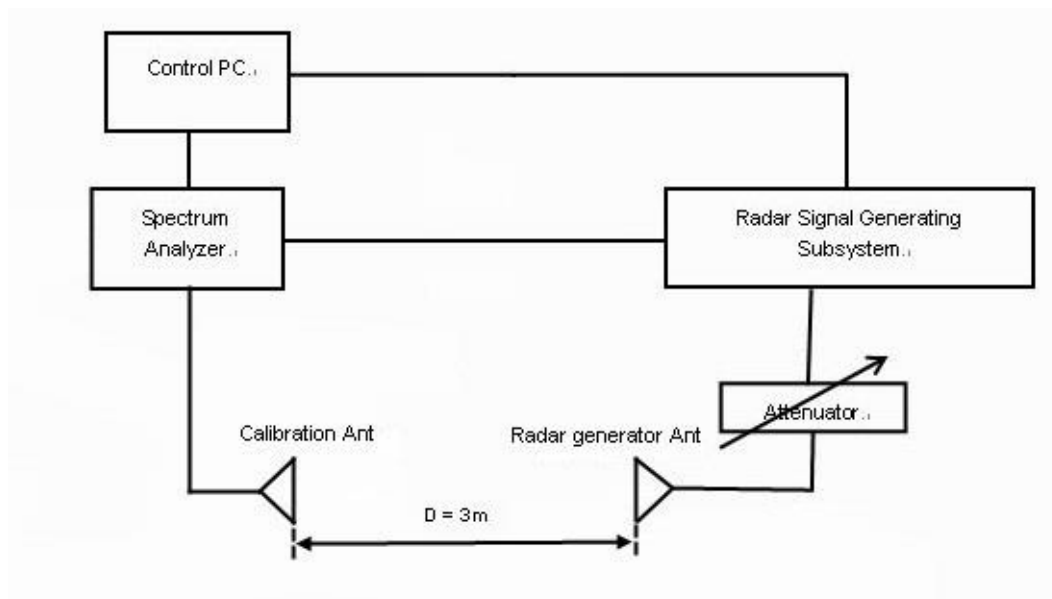 Control PC.
Spectrum
Analyzer.
Radar Signal Generating
Subsystem.
Attenuator.
Calibration Ant
Radar generator Ant
D = 3m